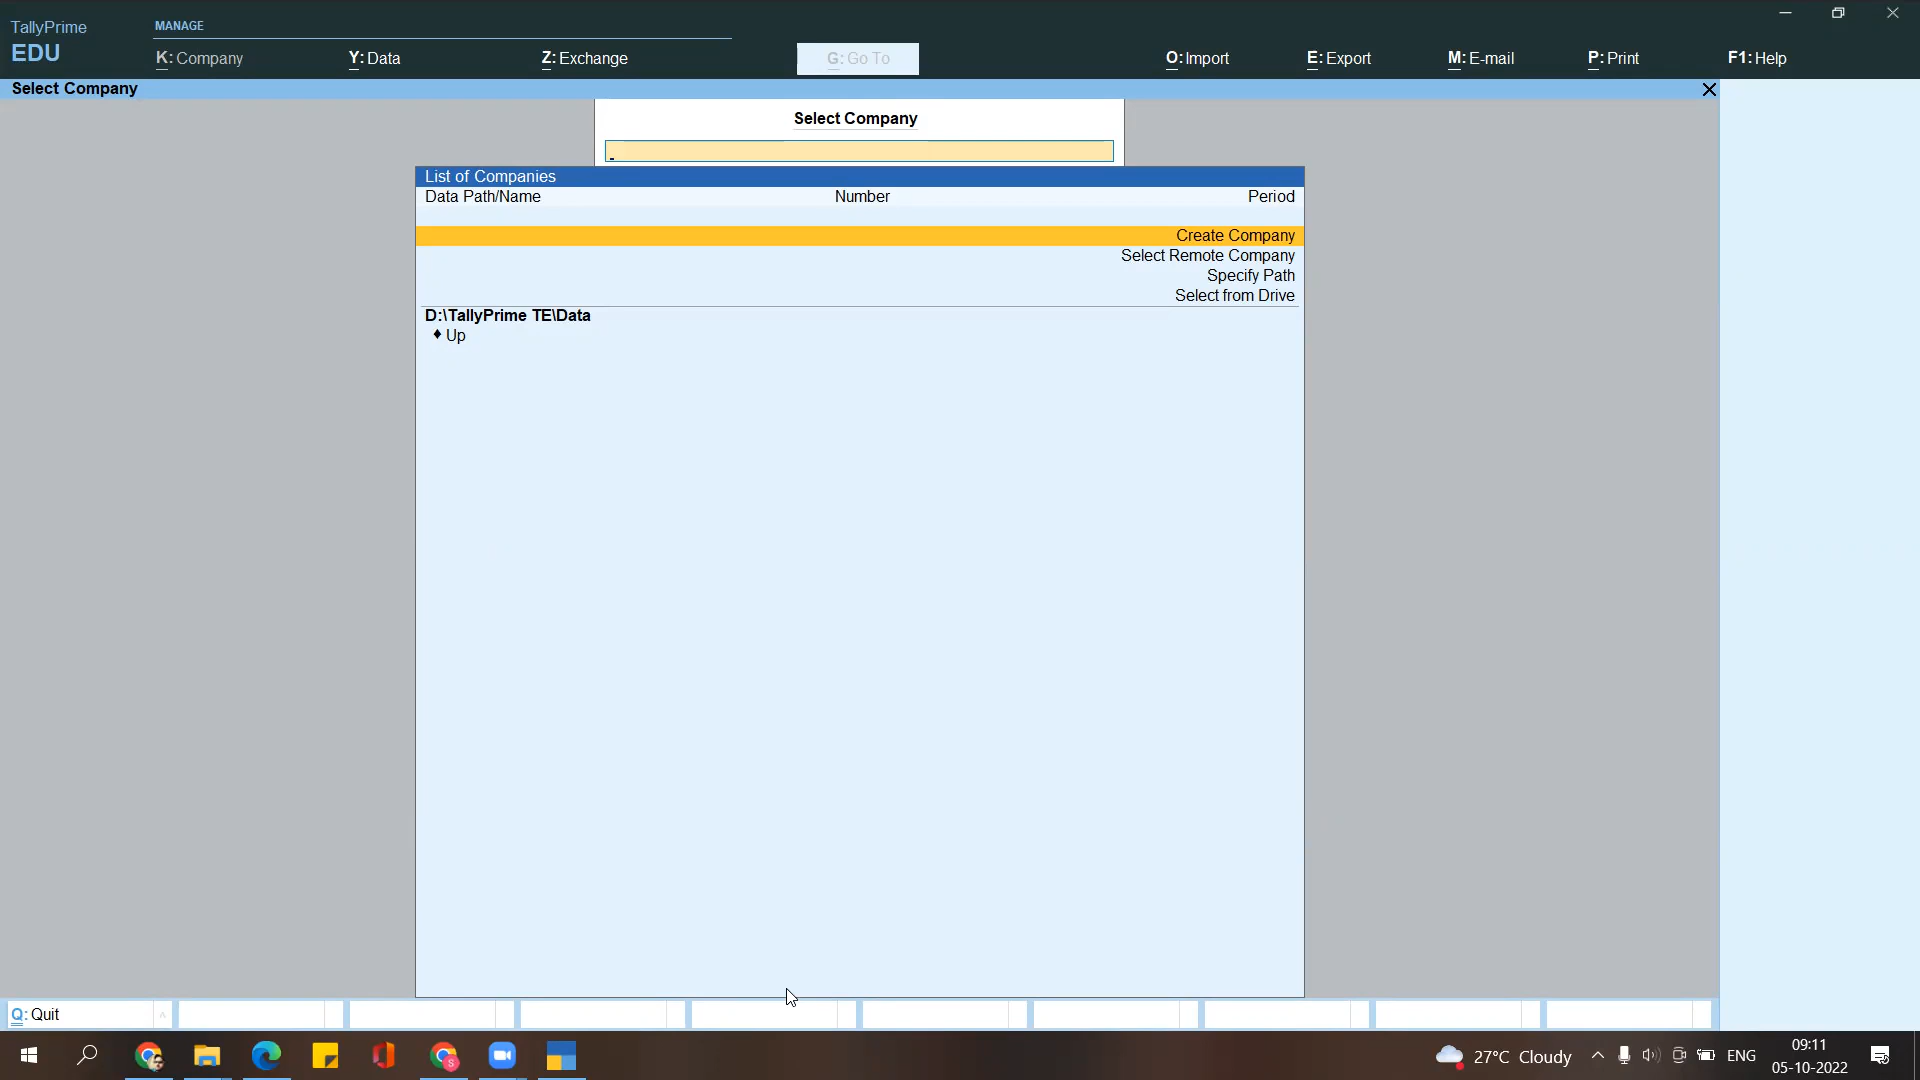 TallyPrime
EDU
MANAGE
K: Company
Y: Data
Z: Exchange
G: Go To
O: Import
E: Export
M: E-mail
P: Print
F1: Help
Select Company
Select Company
List of Companies
Data Path/Name Number Period
Create Company
Select Remote Company
Specify Path
Select from Drive
D:\TallyPrime TE\Data
♦ Up
Q: Quit
27°C Cloudy
ENG
09:11
05-10-2022